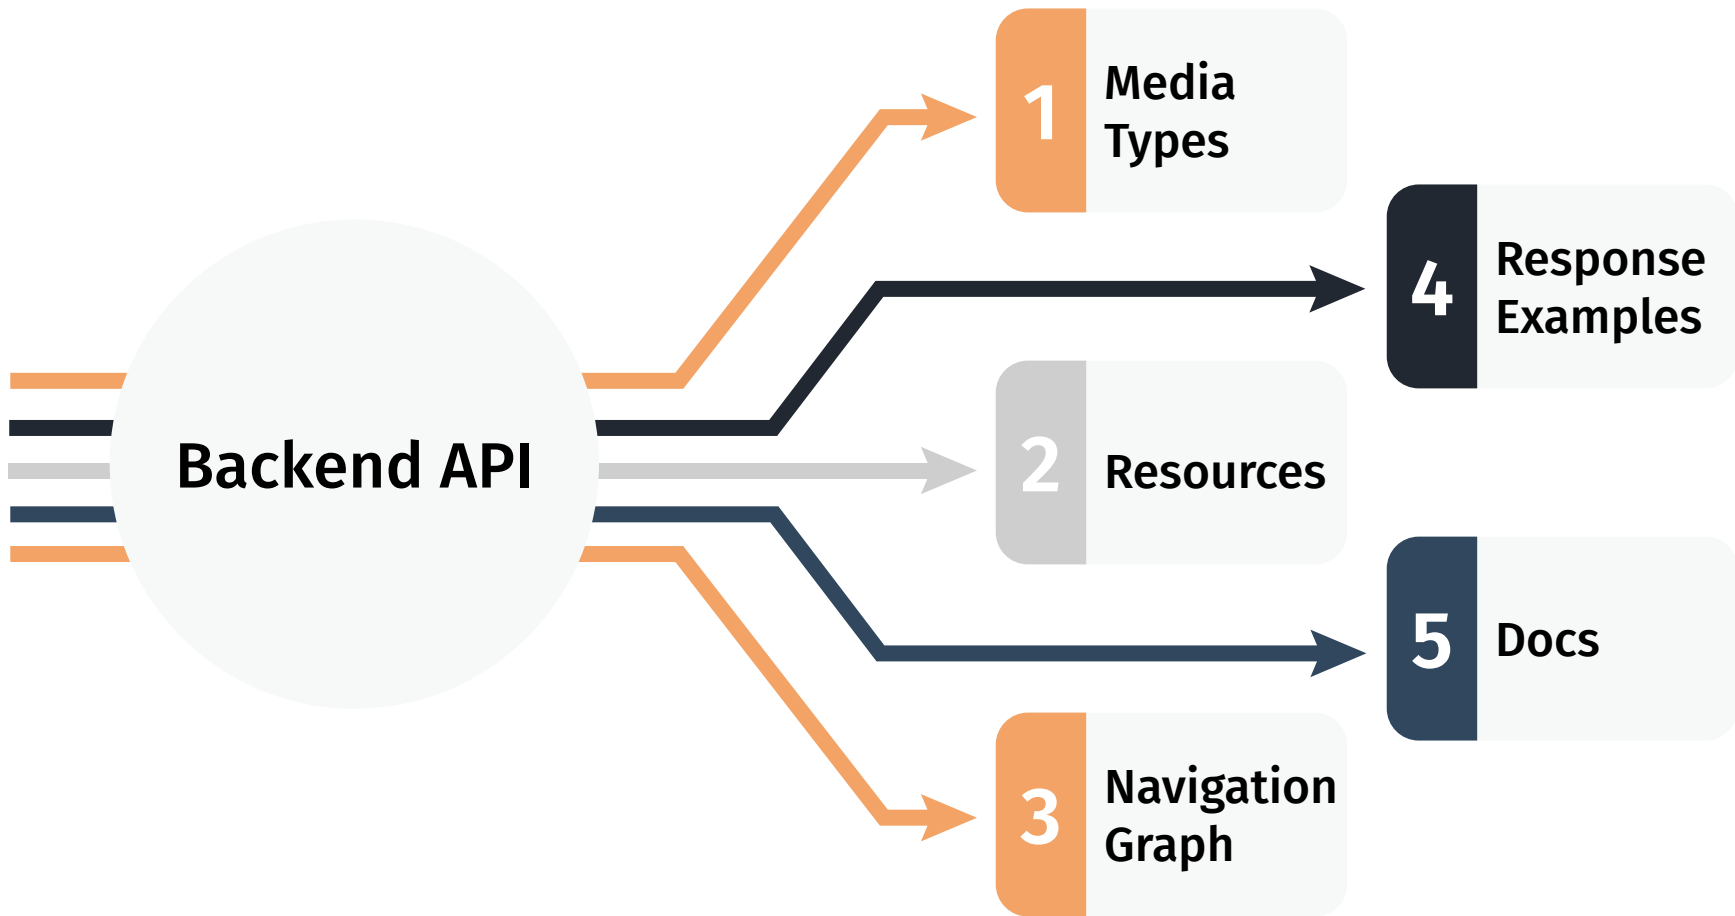 Backend API
1
Media
Types
4
Response
Examples
2
Resources
5
Docs
3
Navigation
Graph